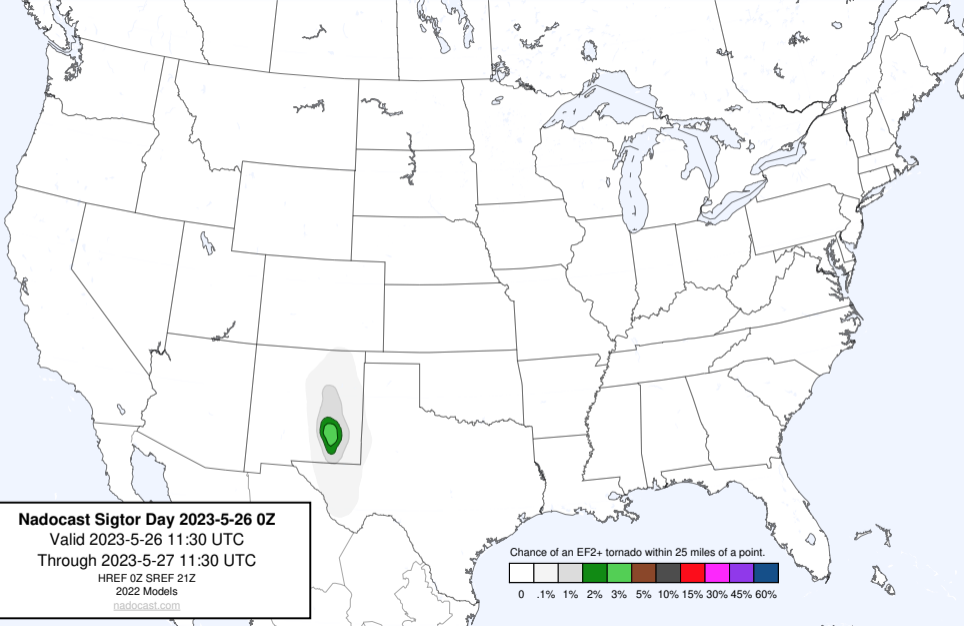 Nadocast Sigtor Day 2023-5-26 0Z
Valid 2023-5-26 11:30 UTC
Through 2023-5-27 11:30 UTC
HREF 0Z SREF 21Z
2022 Models
nadocast.com
Chance of an EF2+ tornado within 25 miles of a point.
0 .1% 1% 2% 3% 5% 10% 15% 30% 45% 60%